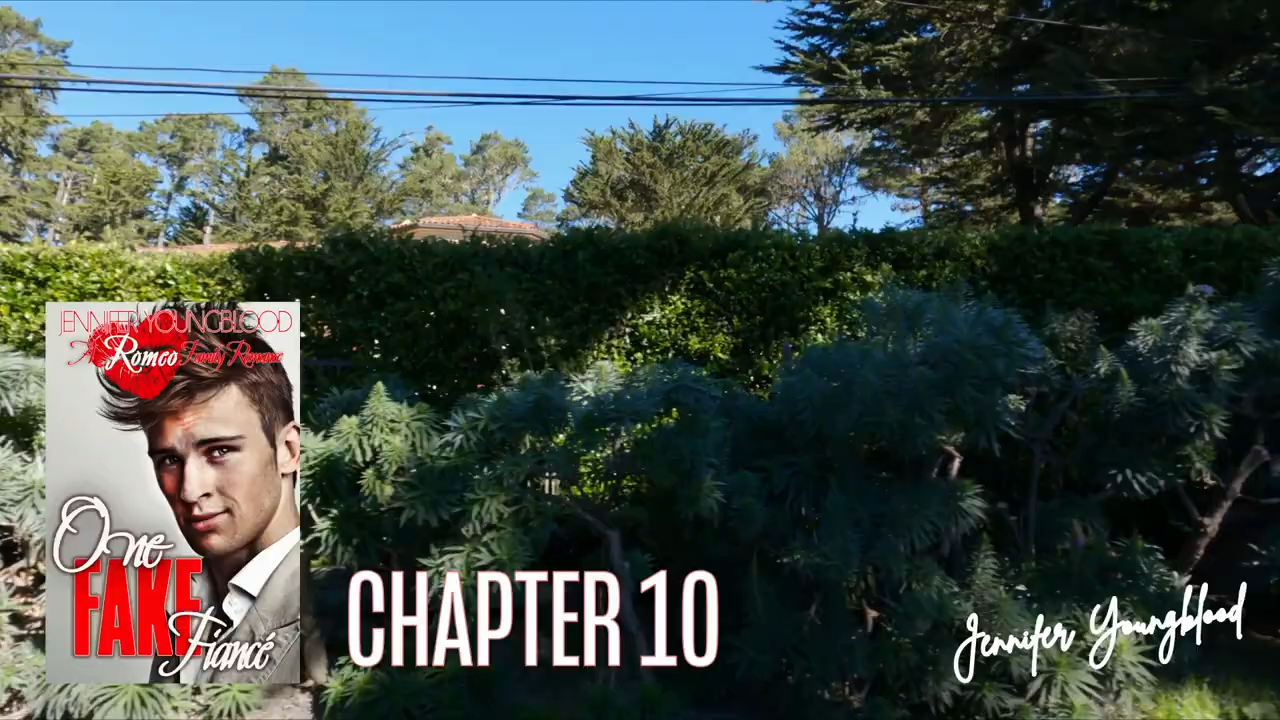 JENNIFER YOUNGBLOOD
A Romeo Family Romance
One
FAKE
Fiancé
CHAPTER 10
Jennifer Youngblood